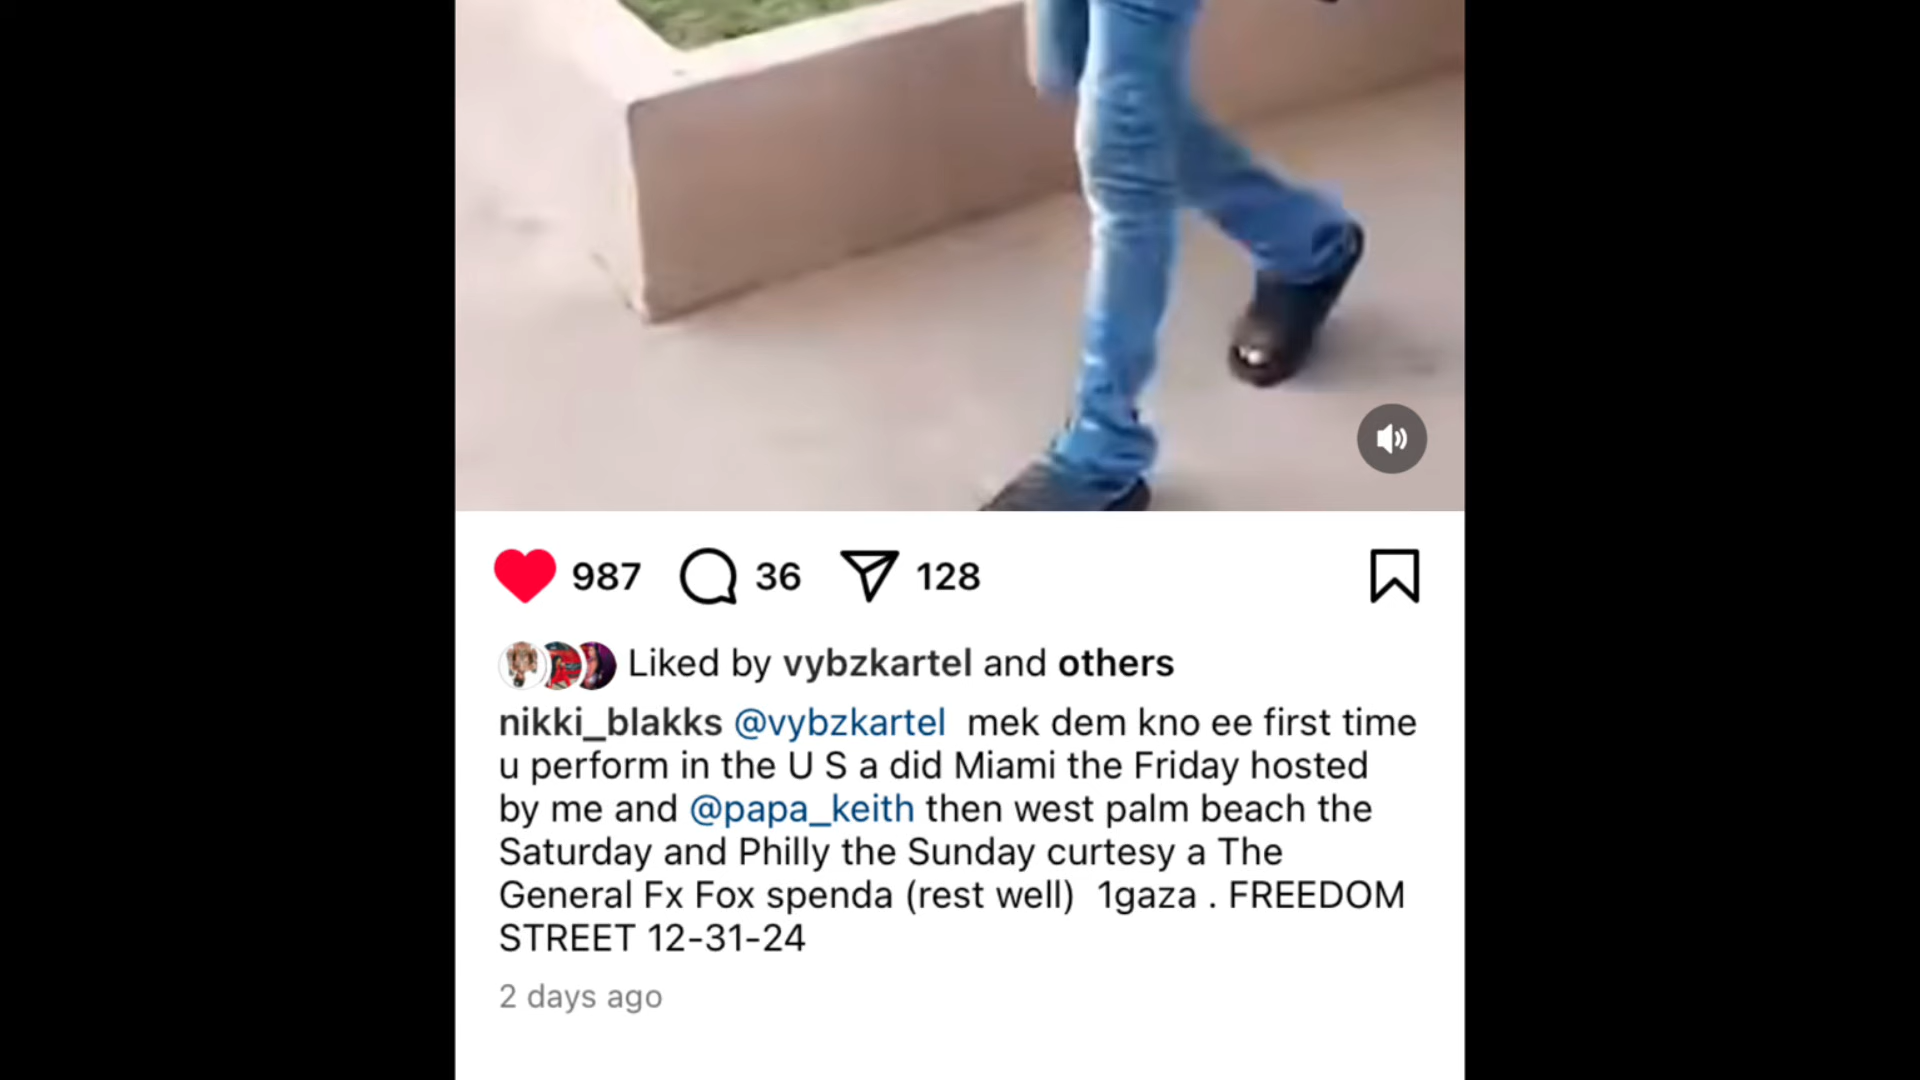 987 36 128
Liked by vybzkartel and others
nikki_blakks @vybzkartel mek dem kno ee first time
u perform in the U S a did Miami the Friday hosted
by me and @papa_keith then west palm beach the
Saturday and Philly the Sunday curtesy a The
General Fx Fox spenda (rest well) 1gaza . FREEDOM
STREET 12-31-24
2 days ago